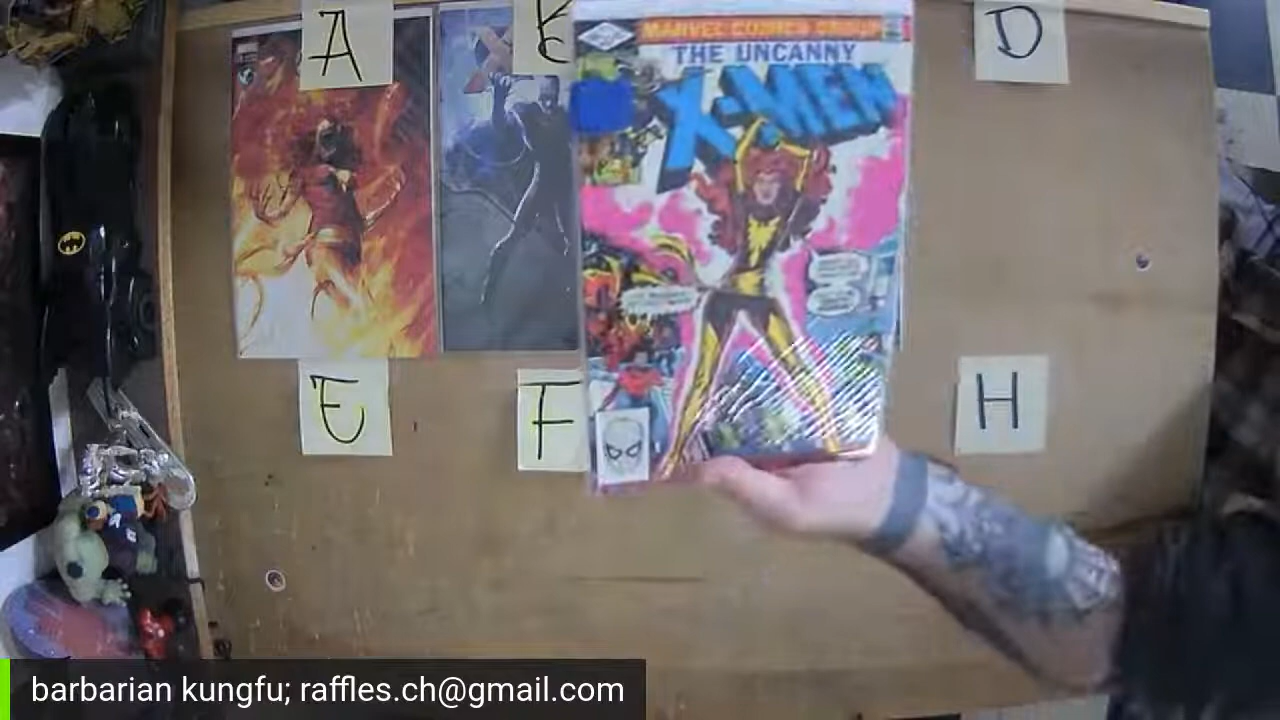 A
D
MARVEL COMICS GROUP
THE UNCANNY
X-MEN
E
F
H
barbarian kungfu; raffles.ch@gmail.com